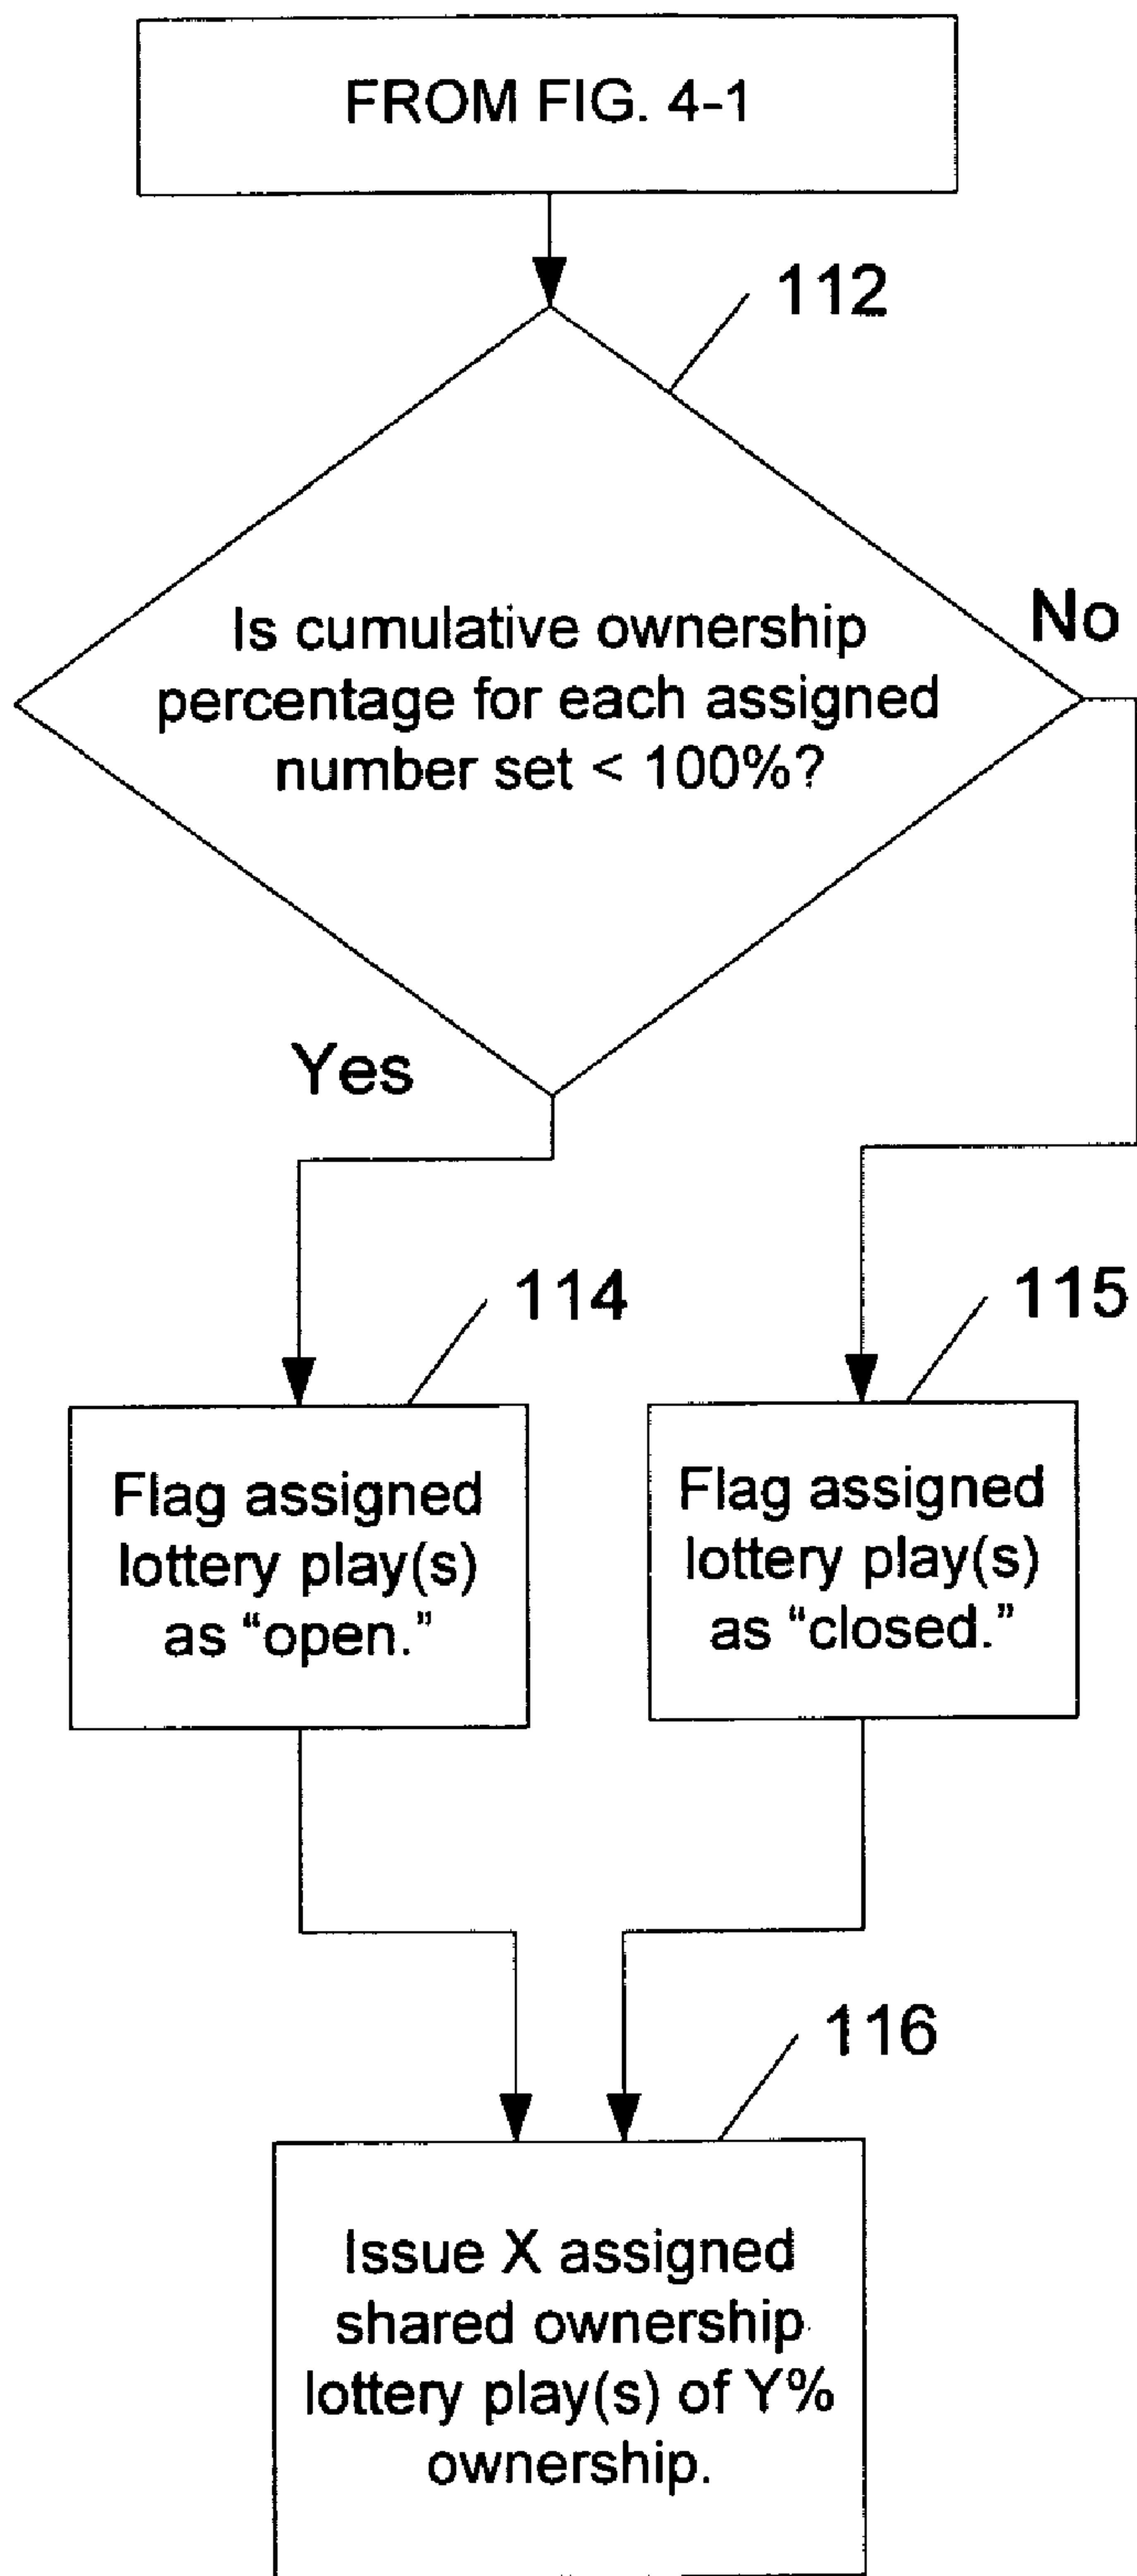 FROM FIG. 4-1
112
Is cumulative ownership
percentage for each assigned
number set < 100%?
No
Yes
114
115
Flag assigned
lottery play(s)
as “open.”
Flag assigned
lottery play(s)
as “closed.”
116
Issue X assigned
shared ownership
lottery play(s) of Y%
ownership.